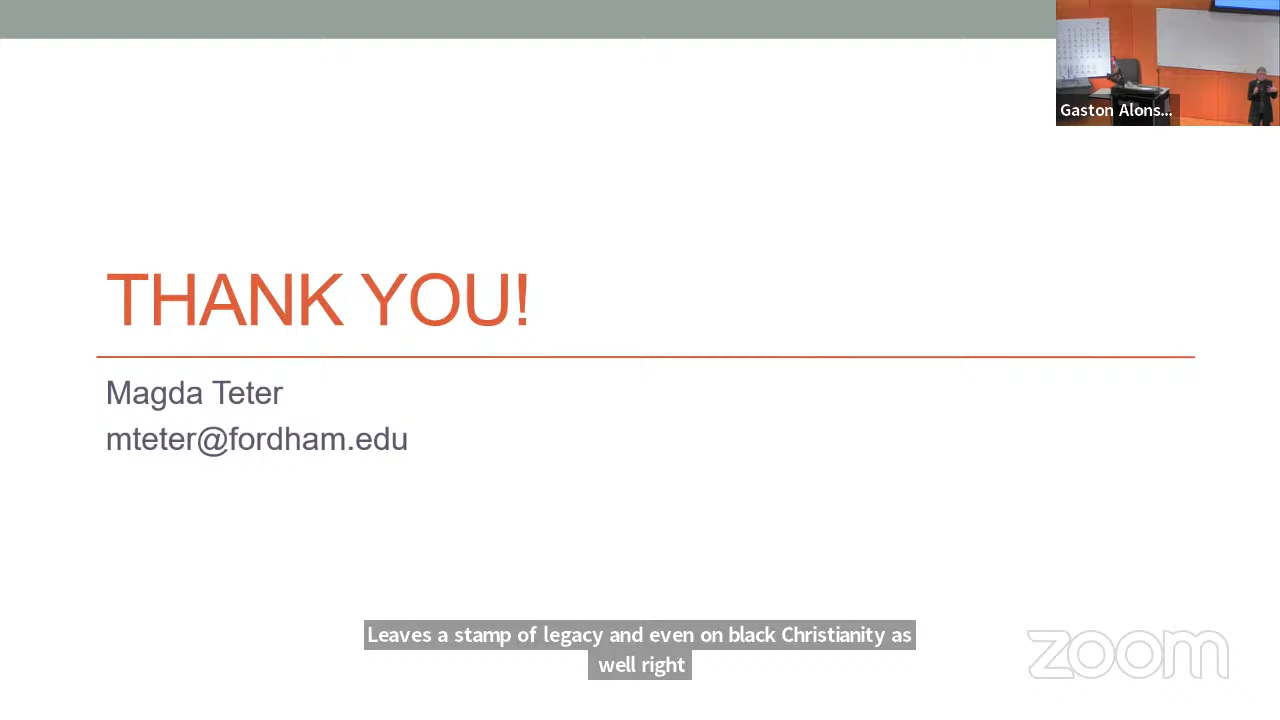 Gaston Alons...
THANK YOU!
Magda Teter
mteter@fordham.edu
Leaves a stamp of legacy and even on black Christianity as
well right
zoom